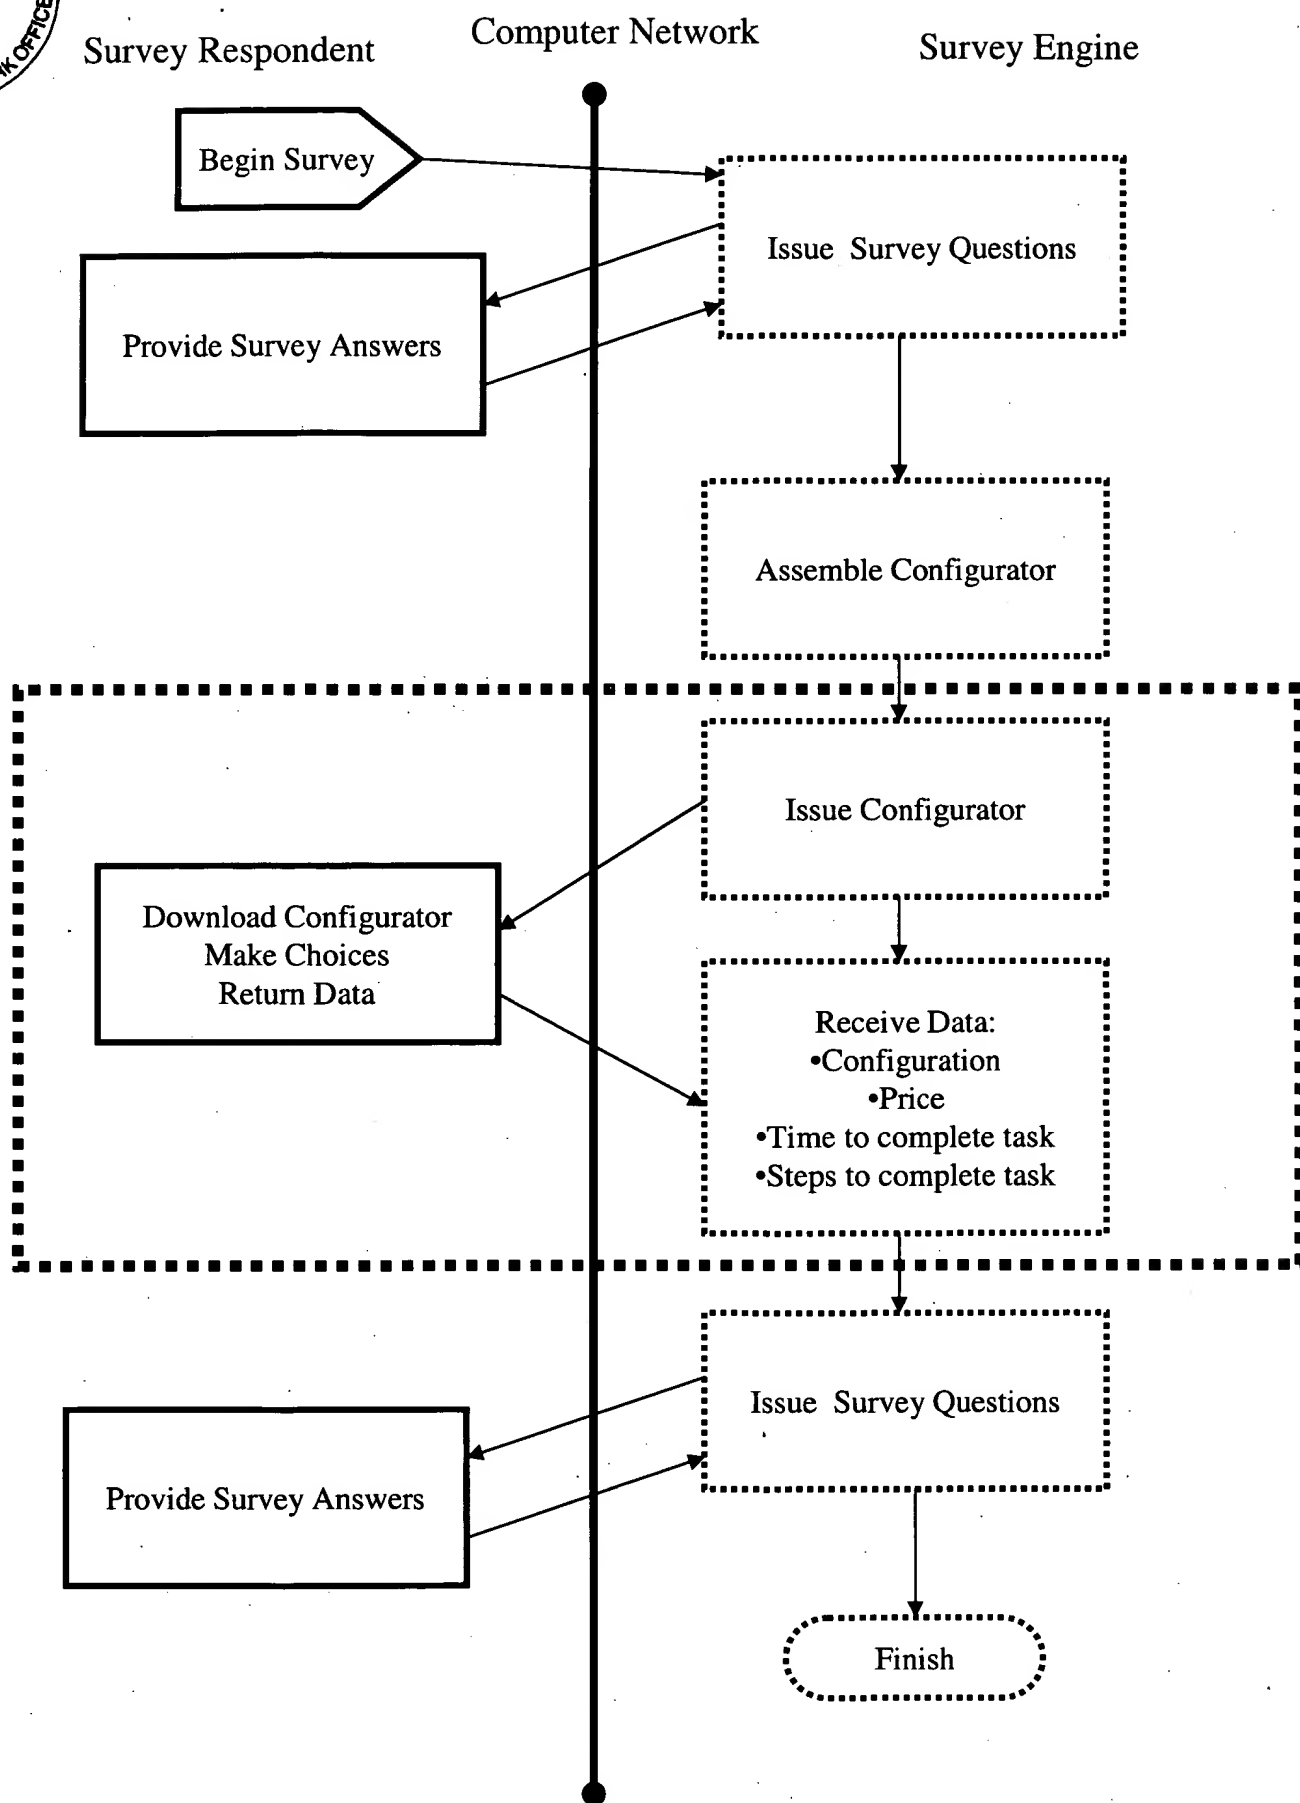 OFFICE
Survey Respondent
Computer Network
Survey Engine
Begin Survey
Issue Survey Questions
Provide Survey Answers
Assemble Configurator
Issue Configurator
Download Configurator
Make Choices
Return Data
Receive Data:
•Configuration
•Price
•Time to complete task
•Steps to complete task
Issue Survey Questions
Provide Survey Answers
Finish